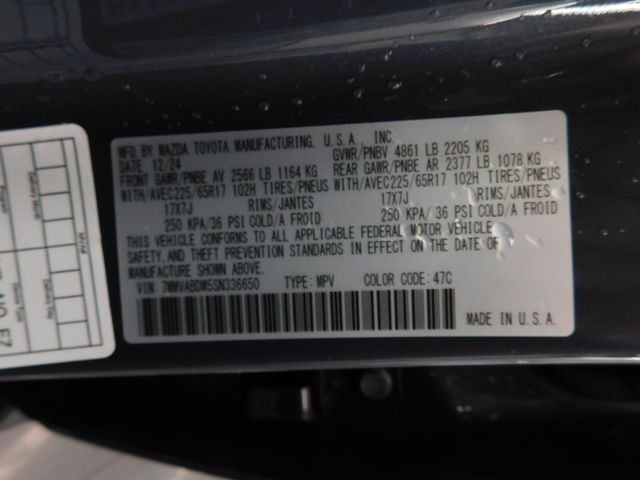 MFD BY MAZDA TOYOTA MANUFACTURING, U.S.A., INC.
DATE: 12/24 GVWR/PNBV 4861 LB 2205 KG
FRONT GAWR/PNBE AV 2566 LB 1164 KG REAR GAWR/PNBE AR 2377 LB 1078 KG
WITH/AVEC225/65R17 102H TIRES/PNEUS WITH/AVEC225/65R17 102H TIRES/PNEUS
17X7J RIMS/JANTES 17X7J RIMS/JANTES
250 KPA/36 PSI COLD/A FROID 250 KPA/36 PSI COLD/A FROID
THIS VEHICLE CONFORMS TO ALL APPLICABLE FEDERAL MOTOR VEHICLE
SAFETY, AND THEFT PREVENTION STANDARDS IN EFFECT ON THE DATE OF
MANUFACTURE SHOWN ABOVE.
VIN: 7MMVABDM5SN336650 TYPE: MPV COLOR CODE: 47C
MADE IN U.S.A.